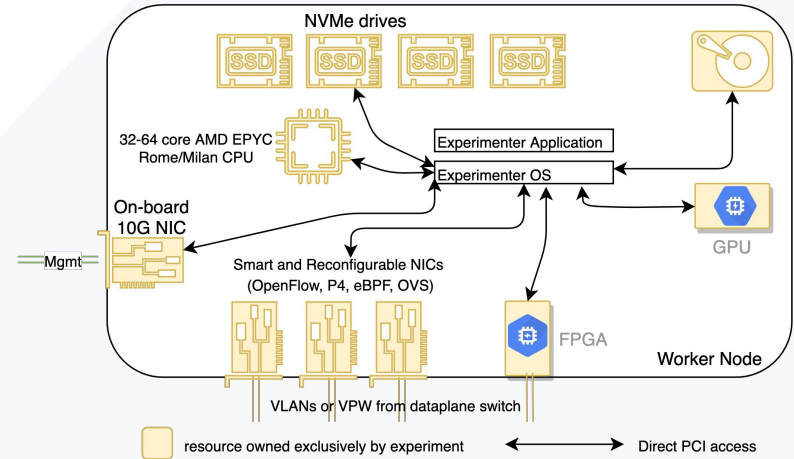 NVMe drives
SSD
SSD
SSD
SSD
32-64 core AMD EPYC
Rome/Milan CPU
Experimenter Application
Experimenter OS
On-board
10G NIC
GPU
Mgmt
Smart and Reconfigurable NICs
(OpenFlow, P4, eBPF, OVS)
FPGA
Worker Node
VLANs or VPW from dataplane switch
resource owned exclusively by experiment
Direct PCI access